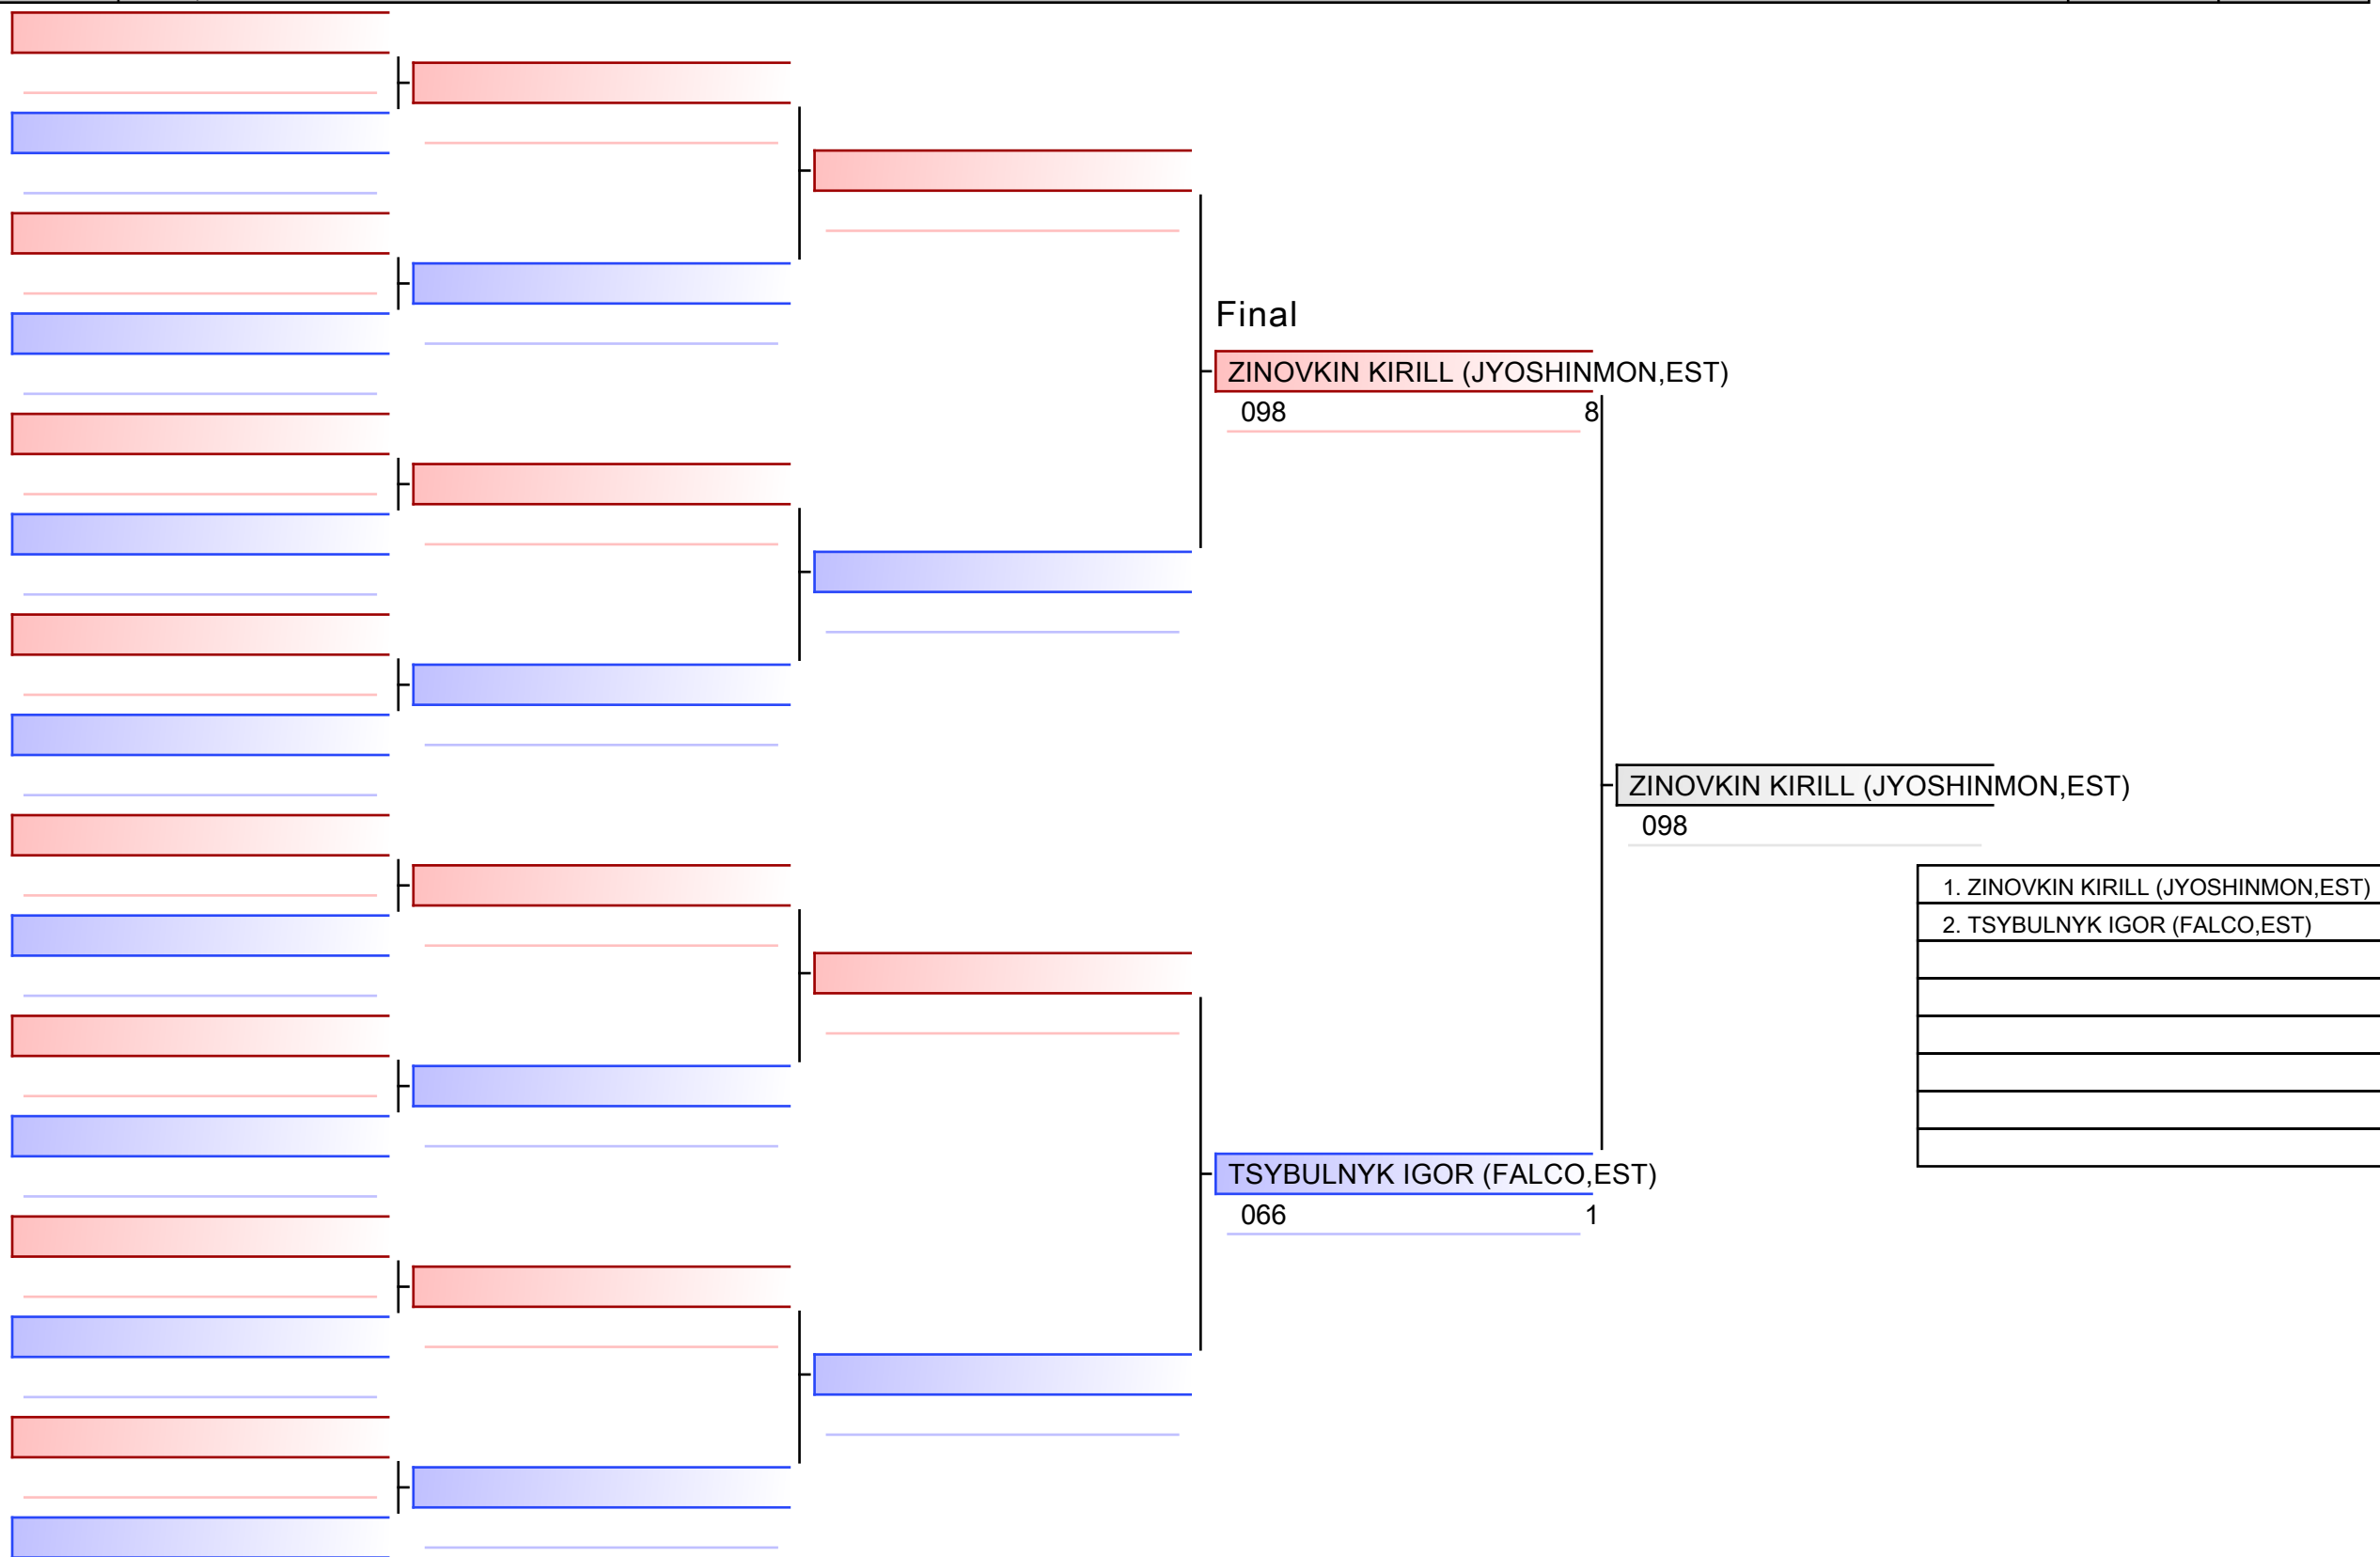 Final
ZINOVKIN KIRILL (JYOSHINMON,EST)
098 8
ZINOVKIN KIRILL (JYOSHINMON,EST)
098
1. ZINOVKIN KIRILL (JYOSHINMON,EST)
2. TSYBULNYK IGOR (FALCO,EST)
TSYBULNYK IGOR (FALCO,EST)
066 1